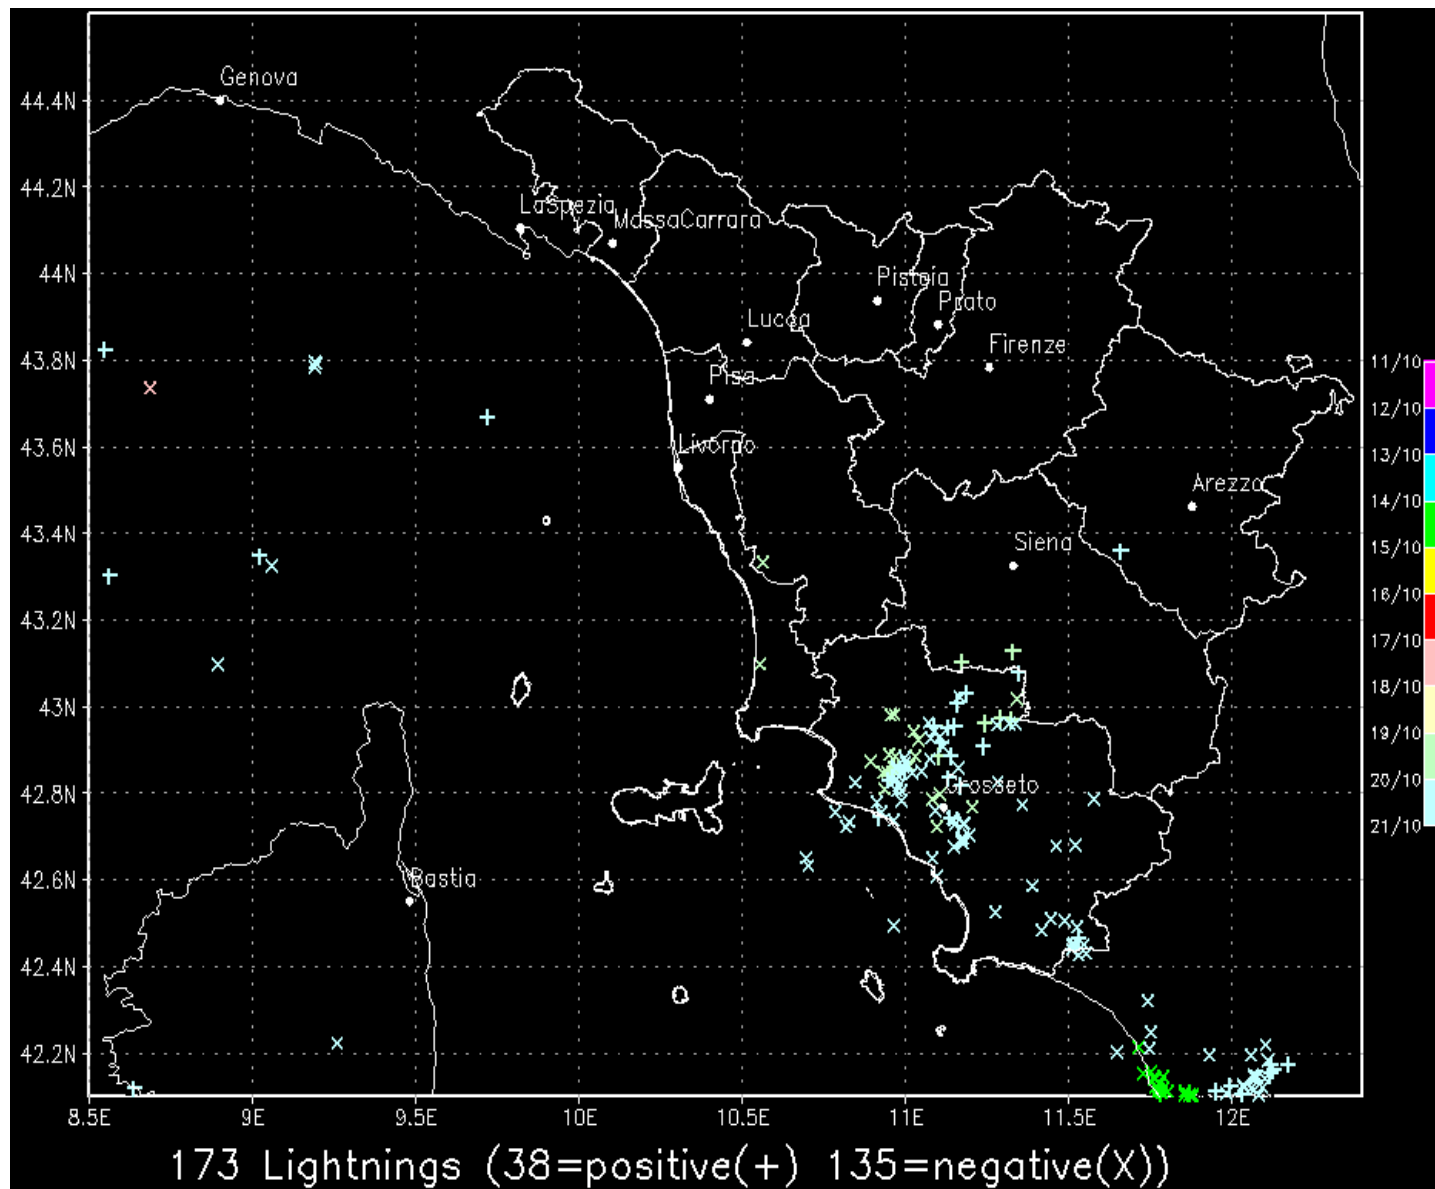 Genova
44.4N
44.2N
LaSpezia
MassaCarrara
44N
Pistoia
Prato
Lucca
Firenze
43.8N
11/10
Pisa
12/10
43.6N
Livorno
13/10
Arezzo
14/10
43.4N
Siena
15/10
16/10
43.2N
17/10
18/10
43N
19/10
20/10
42.8N
Grosseto
21/10
42.6N
Bastia
42.4N
42.2N
8.5E 9E 9.5E 10E 10.5E 11E 11.5E 12E
173 Lightnings (38=positive(+) 135=negative(X))